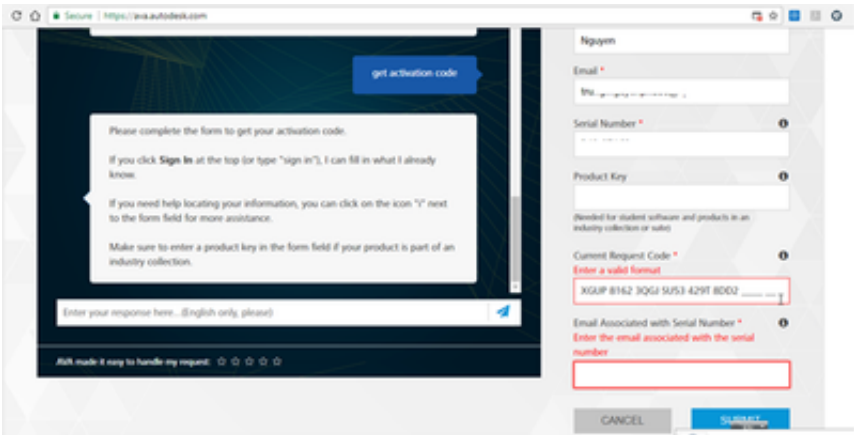 Secure | https://ava.autodesk.com
get activation code
Please complete the form to get your activation code.
If you click Sign In at the top (or type "sign in"), I can fill in what I already
know.
If you need help locating your information, you can click on the icon "i" next
to the form field for more assistance.
Make sure to enter a product key in the form field if your product is part of an
industry collection.
Enter your response here...(English only, please)
AVA made it easy to handle my request:
Nguyen
Email *
Serial Number *
Product Key
(Needed for student software and products in an
industry collection or suite)
Current Request Code *
Enter a valid format
XGUP 8162 3QGJ SUS3 429T 8DD2
Email Associated with Serial Number *
Enter the email associated with the serial
number
CANCEL
SUBMIT